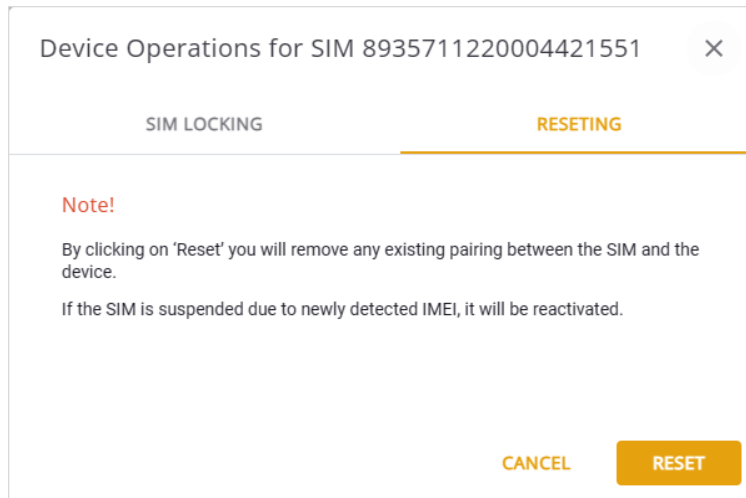 Device Operations for SIM 8935711220004421551
SIM LOCKING
RESETING
Note!
By clicking on ‘Reset’ you will remove any existing pairing between the SIM and the
device.
If the SIM is suspended due to newly detected IMEI, it will be reactivated.
CANCEL
RESET